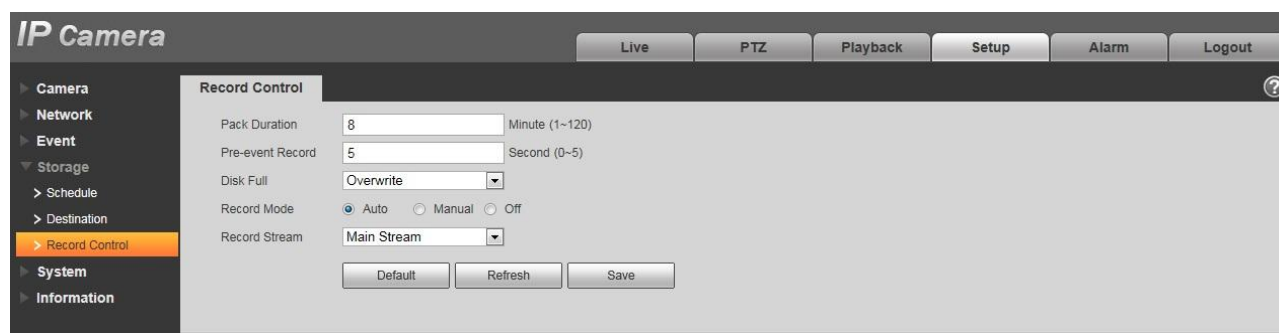 IP Camera
Live PTZ Playback Setup Alarm Logout
Camera
Network
Event
Storage
> Schedule
> Destination
> Record Control
System
Information
Record Control
?
Pack Duration 8 Minute (1~120)
Pre-event Record 5 Second (0~5)
Disk Full Overwrite
Record Mode Auto Manual Off
Record Stream Main Stream
Default Refresh Save